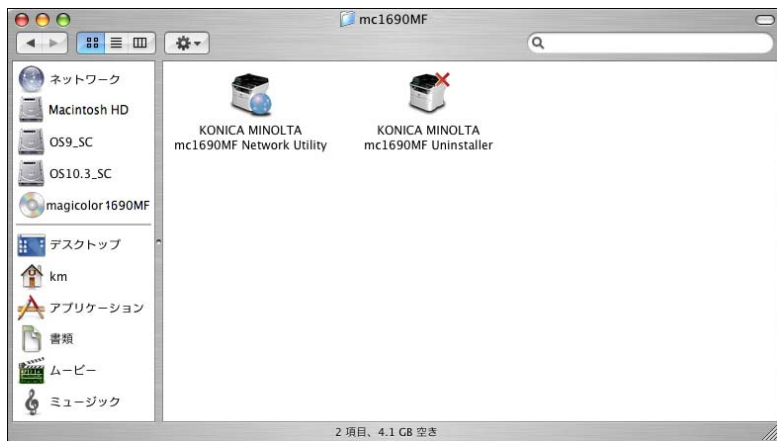 mc1690MF
ネットワーク
Macintosh HD
OS9_SC
OS10.3_SC
magicolor1690MF
デスクトップ
km
アプリケーション
書類
ムービー
ミュージック
KONICA MINOLTA
mc1690MF Network Utility
KONICA MINOLTA
mc1690MF Uninstaller
2 項目、4.1 GB 空き